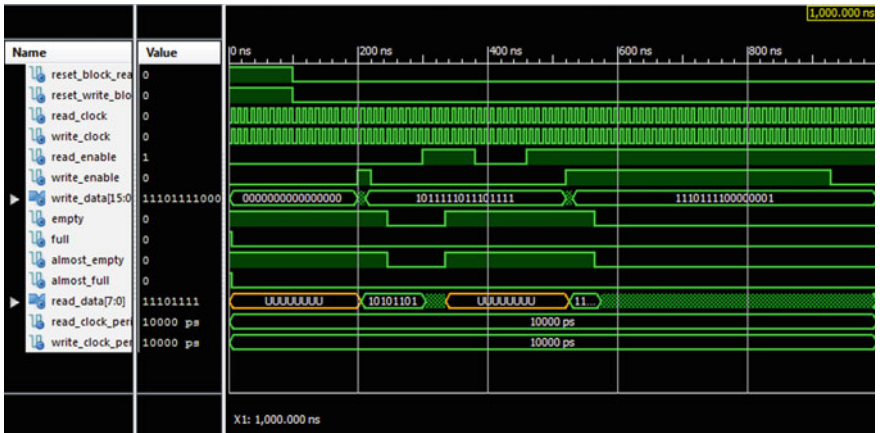 1,000.000 ns
Name Value 0 ns 200 ns 400 ns 600 ns 800 ns
reset_block_rea 0
reset_write_blo 0
read_clock 0
write_clock 0
read_enable 1
write_enable 0
write_data[15:0 11101111000 0000000000000000 1011111011101111 1110111100000001
empty 0
full 0
almost_empty 0
almost_full 0
read_data[7:0] 11101111 UUUUUUUU 10101101 UUUUUUUU 11...
read_clock_peri 10000 ps 10000 ps
write_clock_per 10000 ps 10000 ps
X1: 1,000.000 ns